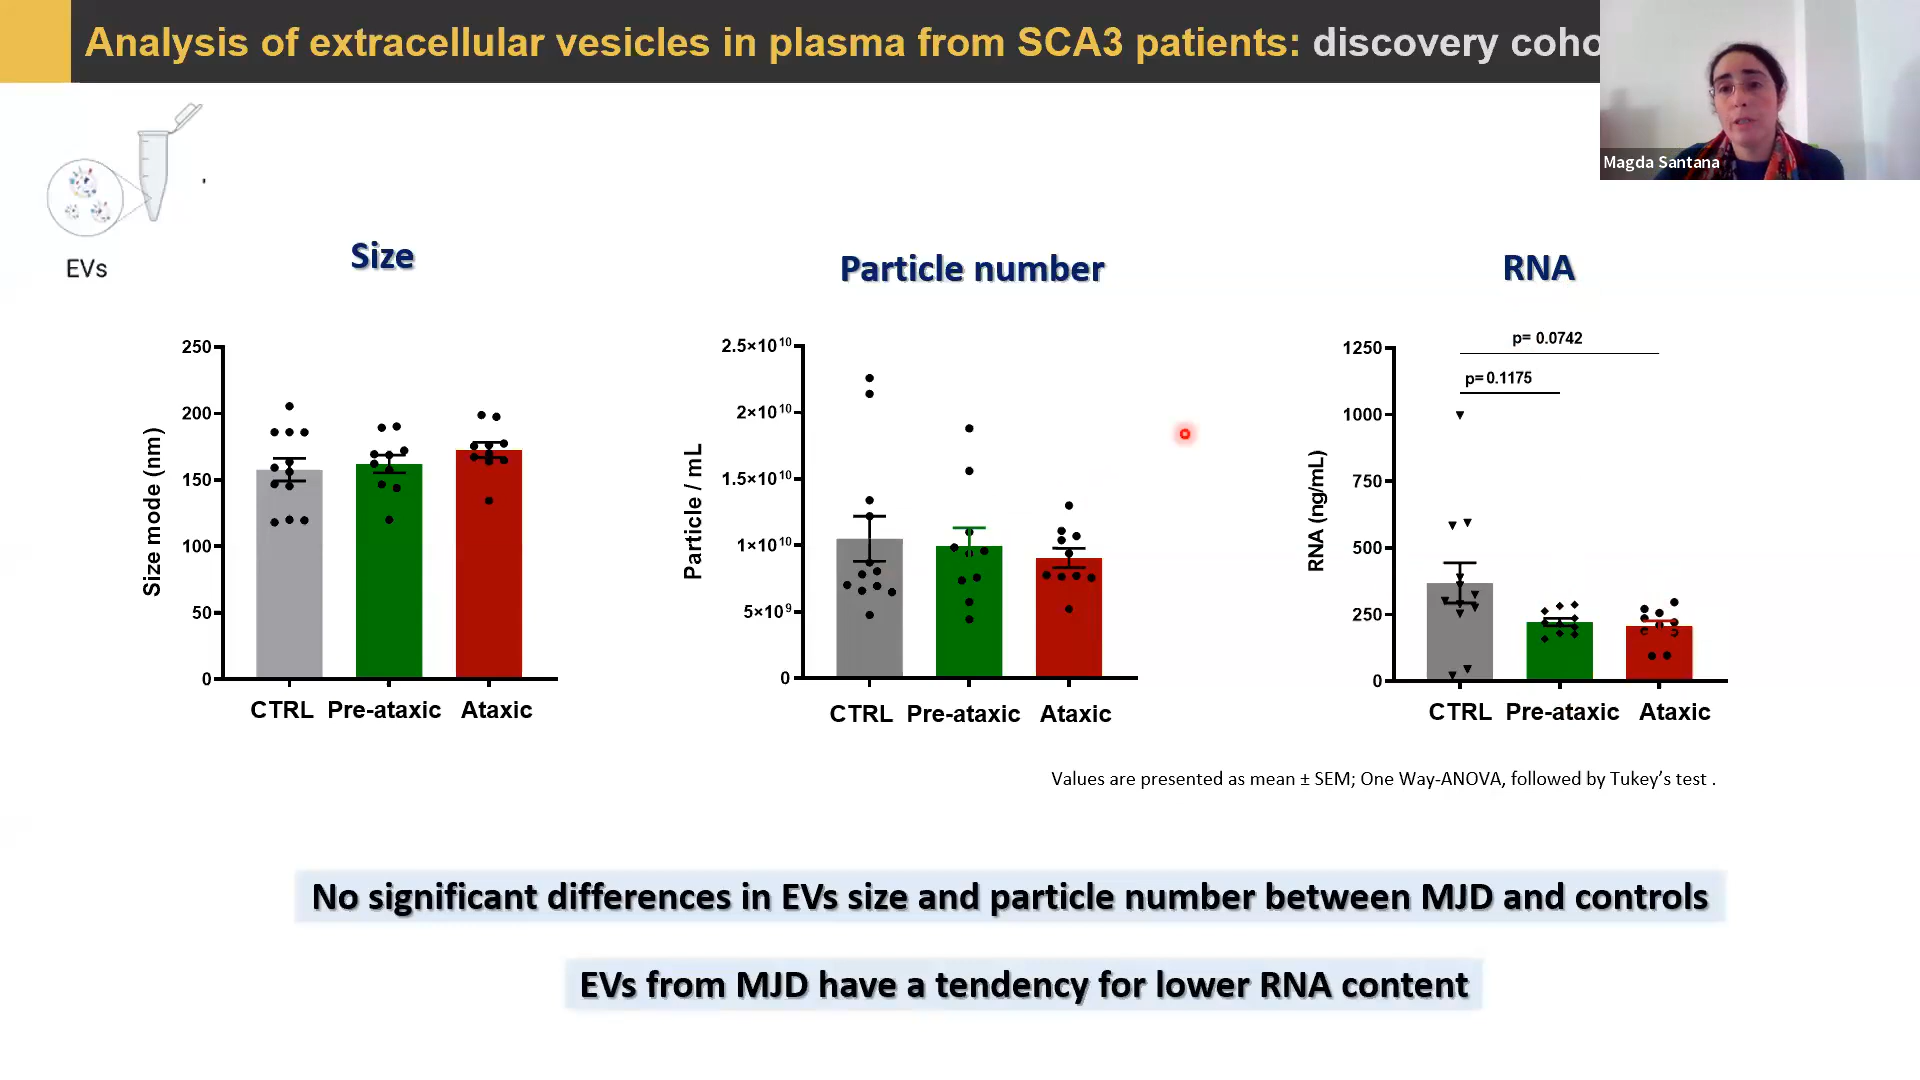 Analysis of extracellular vesicles in plasma from SCA3 patients: discovery coho
Magda Santana
EVs
Size
Size mode (nm)
250
200
150
100
50
0
CTRL Pre-ataxic Ataxic
Particle number
Particle / mL
2.5×10¹⁰
2×10¹⁰
1.5×10¹⁰
1×10¹⁰
5×10⁹
0
CTRL Pre-ataxic Ataxic
RNA
RNA (ng/mL)
p= 0.0742
p= 0.1175
1250
1000
750
500
250
0
CTRL Pre-ataxic Ataxic
Values are presented as mean ± SEM; One Way-ANOVA, followed by Tukey’s test .
No significant differences in EVs size and particle number between MJD and controls
EVs from MJD have a tendency for lower RNA content